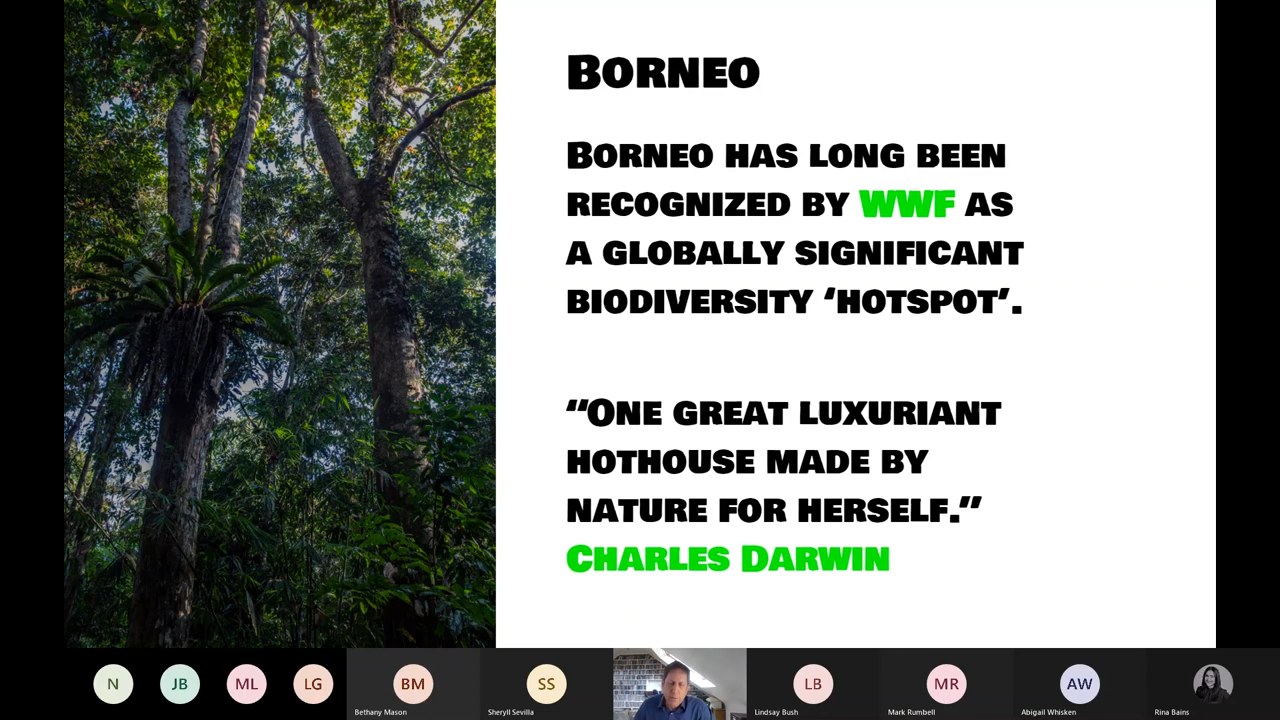 Borneo
Borneo has long been
recognized by WWF as
a globally significant
biodiversity ‘hotspot’.
“One great luxuriant
hothouse made by
nature for herself.”
Charles Darwin
N
JB
ML
LG
BM
SS
LB
MR
AW
Bethany Mason
Sheryll Sevilla
Lindsay Bush
Mark Rumbell
Abigail Whisken
Rina Bains